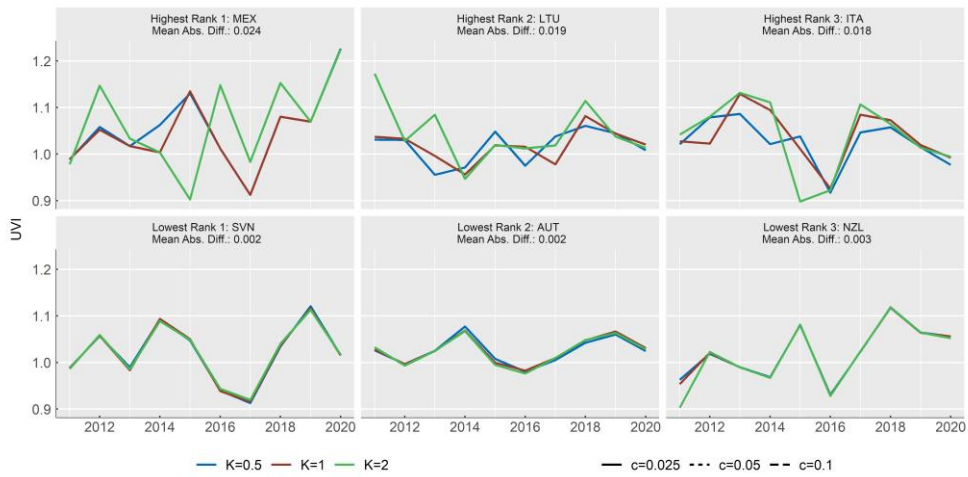 Highest Rank 1: MEX
Mean Abs. Diff.: 0.024
Highest Rank 2: LTU
Mean Abs. Diff.: 0.019
Highest Rank 3: ITA
Mean Abs. Diff.: 0.018
1.2
1.1
1.0
0.9
UVI
Lowest Rank 1: SVN
Mean Abs. Diff.: 0.002
Lowest Rank 2: AUT
Mean Abs. Diff.: 0.002
Lowest Rank 3: NZL
Mean Abs. Diff.: 0.003
1.2
1.1
1.0
0.9
2012 2014 2016 2018 2020
2012 2014 2016 2018 2020
2012 2014 2016 2018 2020
K=0.5 K=1 K=2
c=0.025 c=0.05 c=0.1